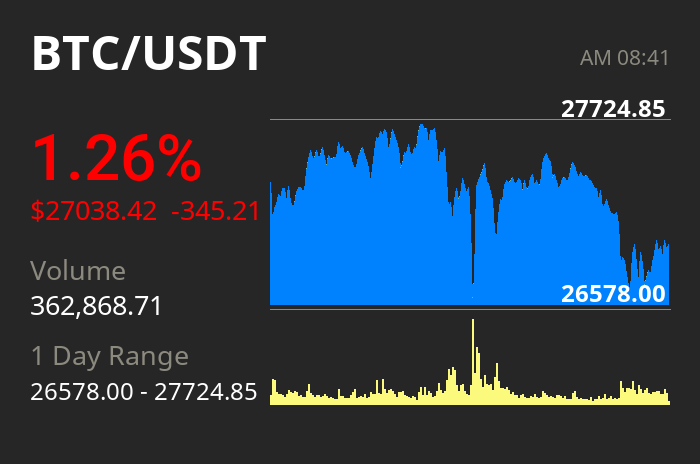 BTC/USDT
AM 08:41
27724.85
1.26%
$27038.42 -345.21
Volume
362,868.71
26578.00
1 Day Range
26578.00 - 27724.85